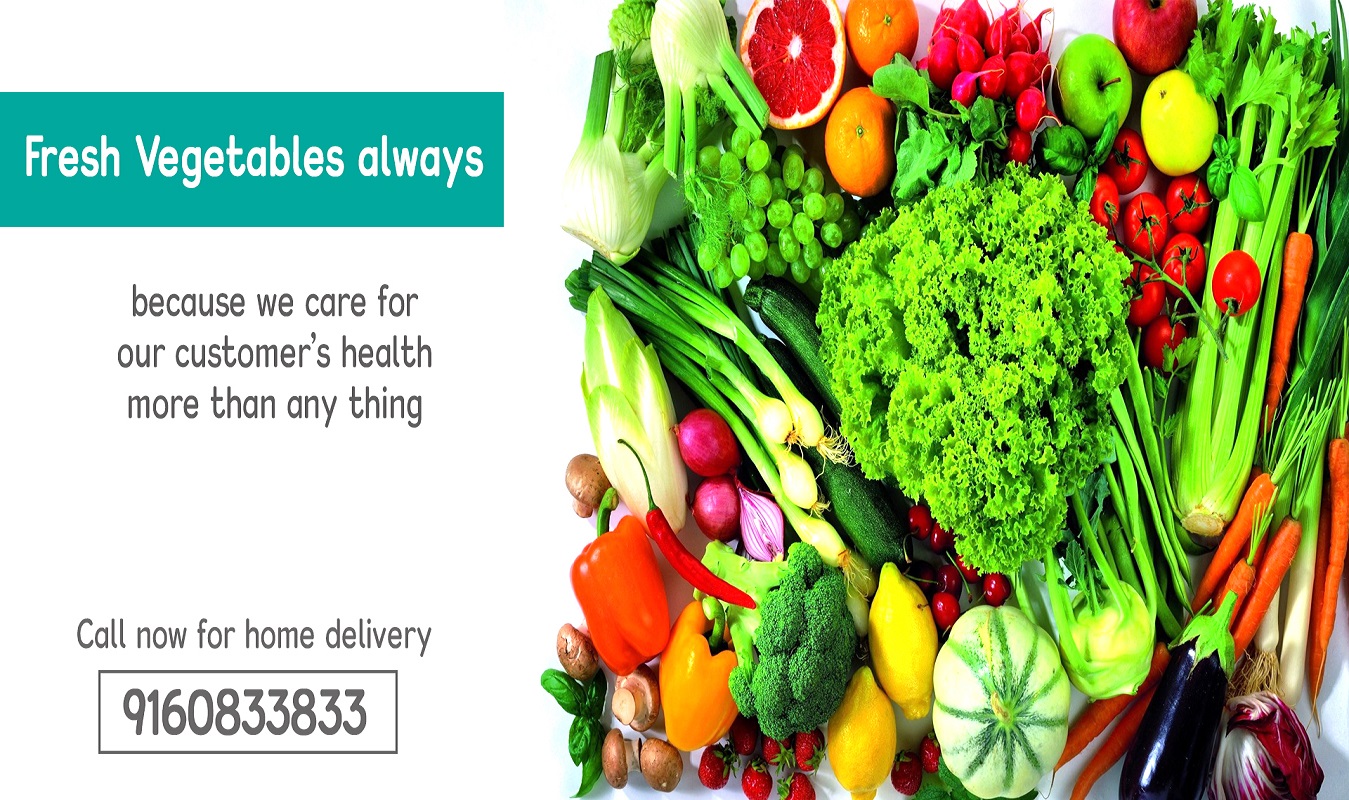 Fresh Vegetables always
because we care for
our customer’s health
more than any thing
Call now for home delivery
9160833833